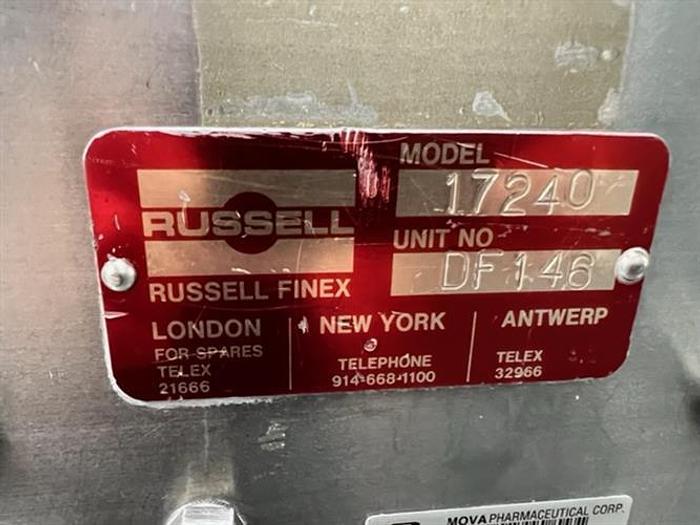 MODEL
17240
RUSSELL
UNIT NO
DF146
RUSSELL FINEX
LONDON
FOR SPARES
TELEX
21666
NEW YORK
TELEPHONE
914-668-1100
ANTWERP
TELEX
32966
MOVA PHARMACEUTICAL CORP.